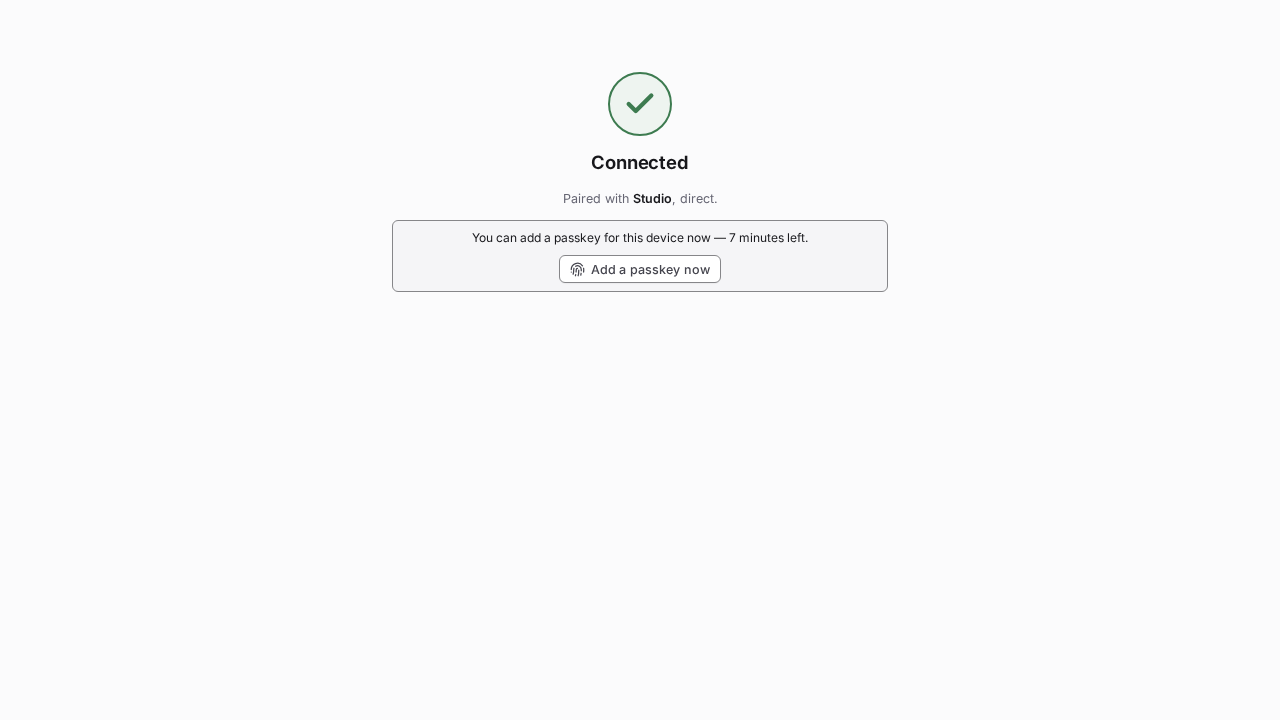 Connected
Paired with Studio, direct.
You can add a passkey for this device now — 7 minutes left.
Add a passkey now